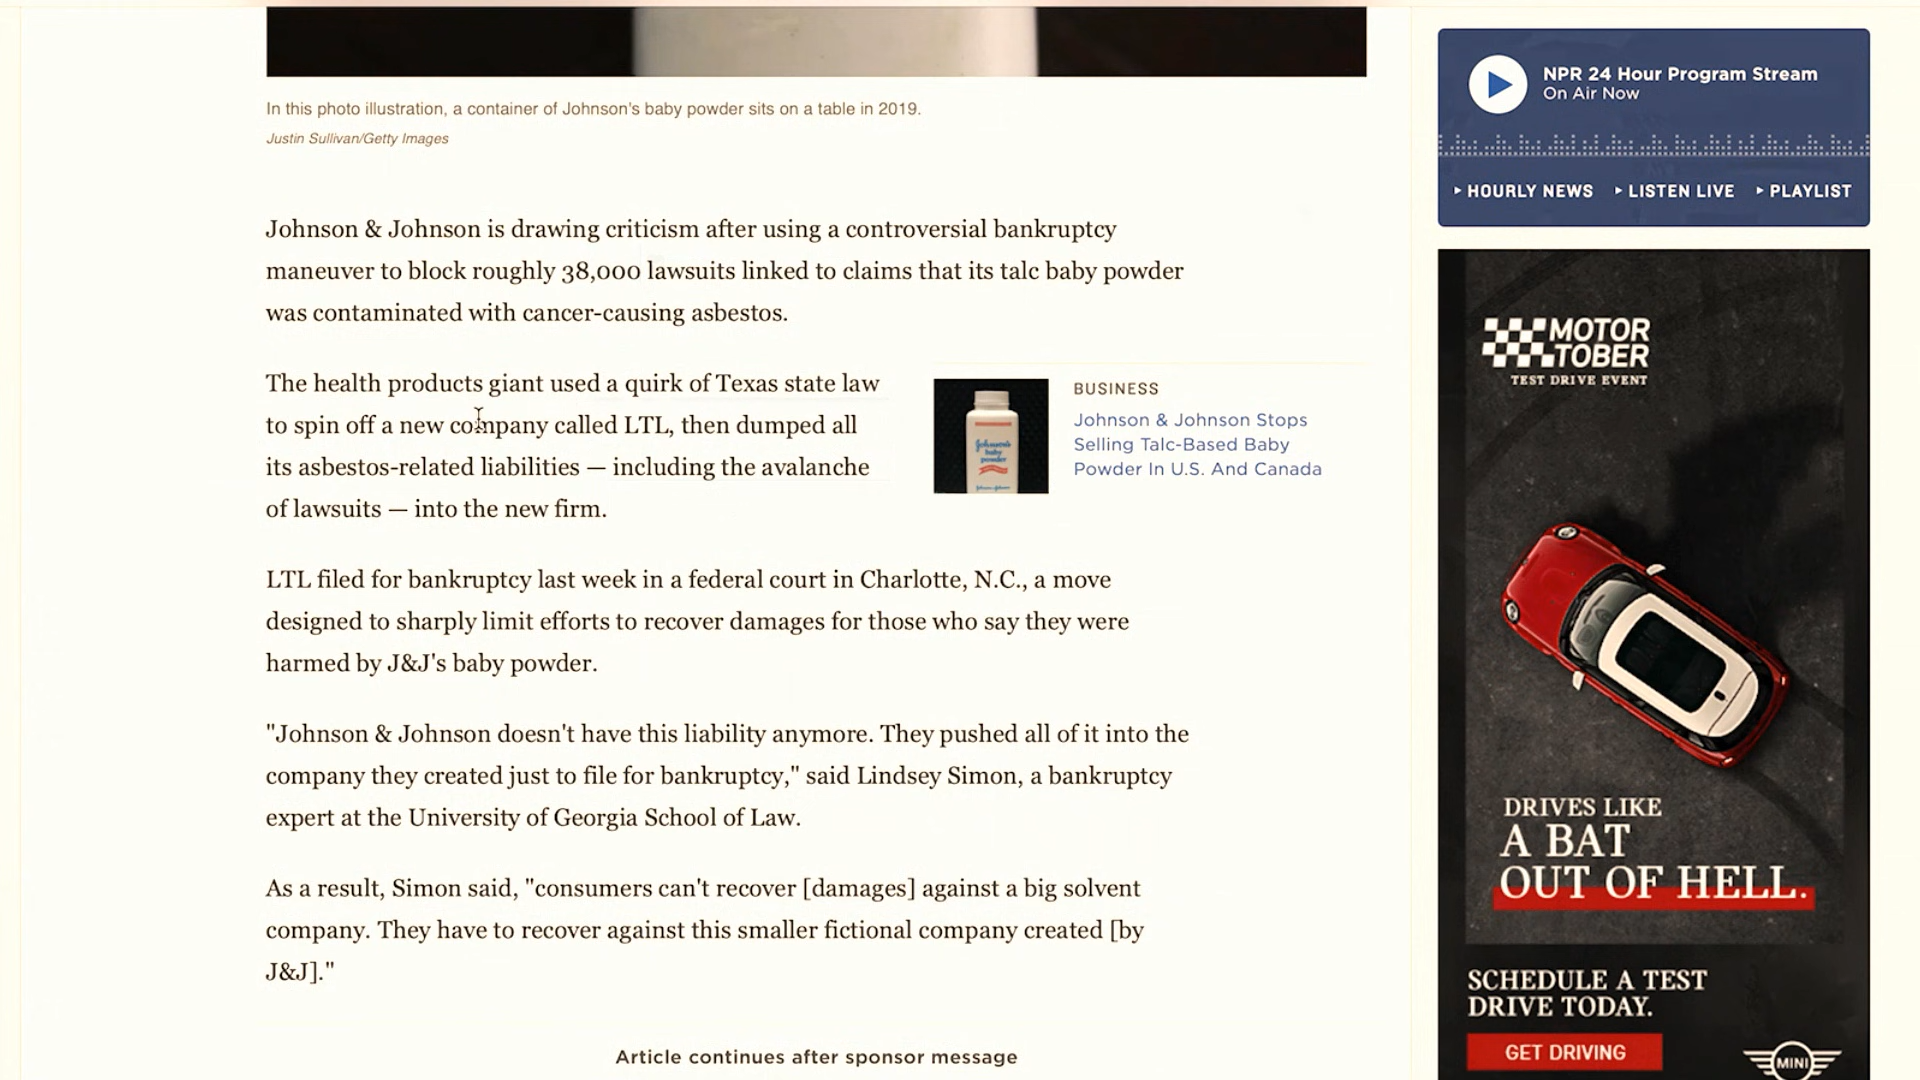 In this photo illustration, a container of Johnson's baby powder sits on a table in 2019.
Justin Sullivan/Getty Images
Johnson & Johnson is drawing criticism after using a controversial bankruptcy
maneuver to block roughly 38,000 lawsuits linked to claims that its talc baby powder
was contaminated with cancer-causing asbestos.
The health products giant used a quirk of Texas state law
to spin off a new company called LTL, then dumped all
its asbestos-related liabilities — including the avalanche
of lawsuits — into the new firm.
Johnson's
baby
powder
BUSINESS
Johnson & Johnson Stops
Selling Talc-Based Baby
Powder In U.S. And Canada
LTL filed for bankruptcy last week in a federal court in Charlotte, N.C., a move
designed to sharply limit efforts to recover damages for those who say they were
harmed by J&J's baby powder.
"Johnson & Johnson doesn't have this liability anymore. They pushed all of it into the
company they created just to file for bankruptcy," said Lindsey Simon, a bankruptcy
expert at the University of Georgia School of Law.
As a result, Simon said, "consumers can't recover [damages] against a big solvent
company. They have to recover against this smaller fictional company created [by
J&J]."
Article continues after sponsor message
NPR 24 Hour Program Stream
On Air Now
HOURLY NEWS LISTEN LIVE PLAYLIST
MOTOR
TOBER
TEST DRIVE EVENT
DRIVES LIKE
A BAT
OUT OF HELL.
SCHEDULE A TEST
DRIVE TODAY.
GET DRIVING
MINI